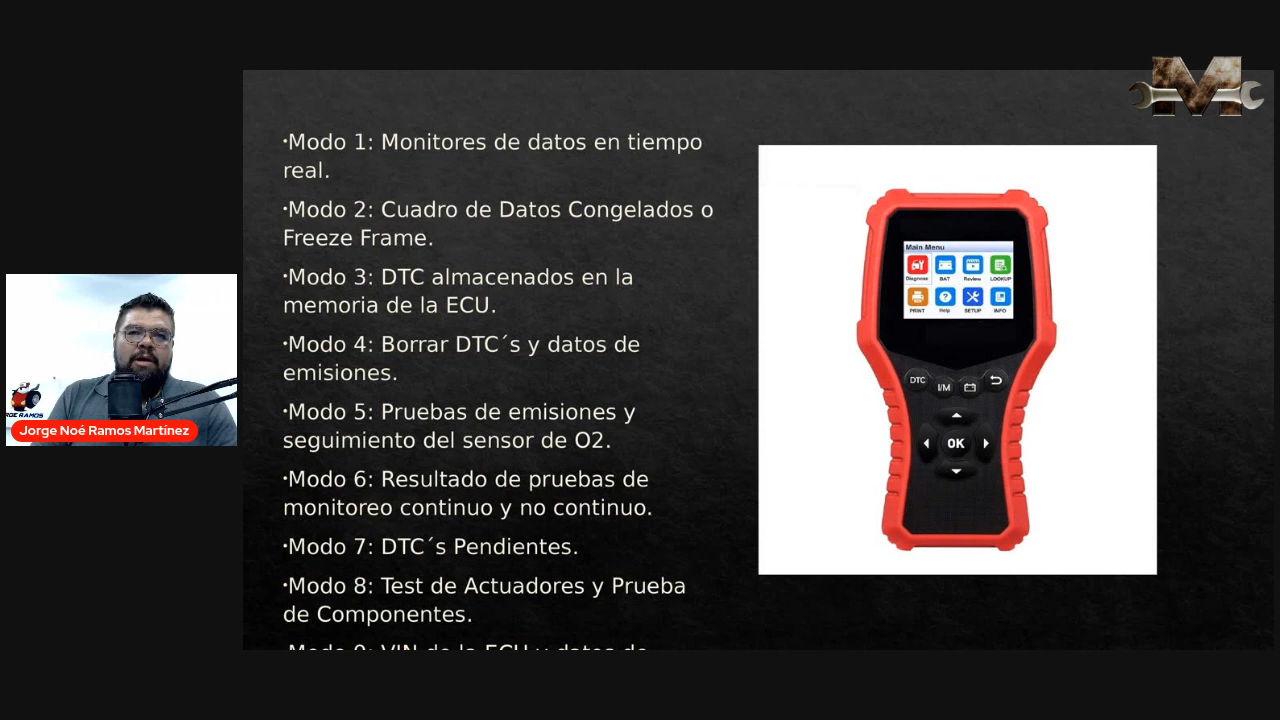 •Modo 1: Monitores de datos en tiempo
real.
•Modo 2: Cuadro de Datos Congelados o
Freeze Frame.
•Modo 3: DTC almacenados en la
memoria de la ECU.
•Modo 4: Borrar DTC´s y datos de
emisiones.
•Modo 5: Pruebas de emisiones y
seguimiento del sensor de O2.
•Modo 6: Resultado de pruebas de
monitoreo continuo y no continuo.
•Modo 7: DTC´s Pendientes.
•Modo 8: Test de Actuadores y Prueba
de Componentes.
•Modo 9: VIN de la ECU y datos de
Main Menu
Diagnose BAT Review LOOKUP
PRINT Help SETUP INFO
DTC I/M
OK
M
RGE RAMOS
Jorge Noé Ramos Martínez